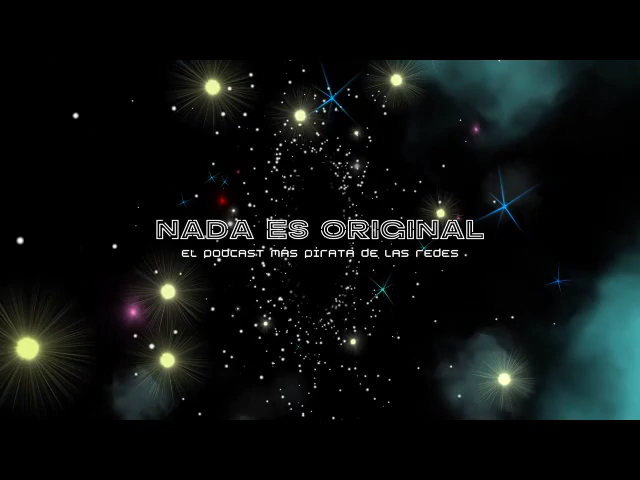 NADA ES ORIGINAL
EL PODCAST MÁS PIRATA DE LAS REDES